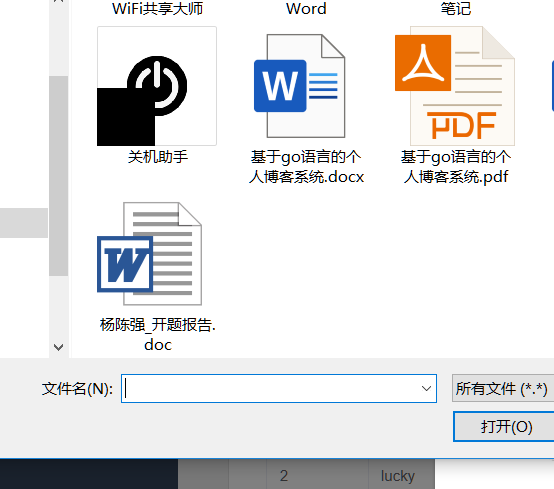 WiFi共享大师
Word
笔记
关机助手
W
基于go语言的个
人博客系统.docx
PDF
基于go语言的个
人博客系统.pdf
W
杨陈强_开题报告.
doc
文件名(N):
所有文件 (*.*)
打开(O)
2
lucky